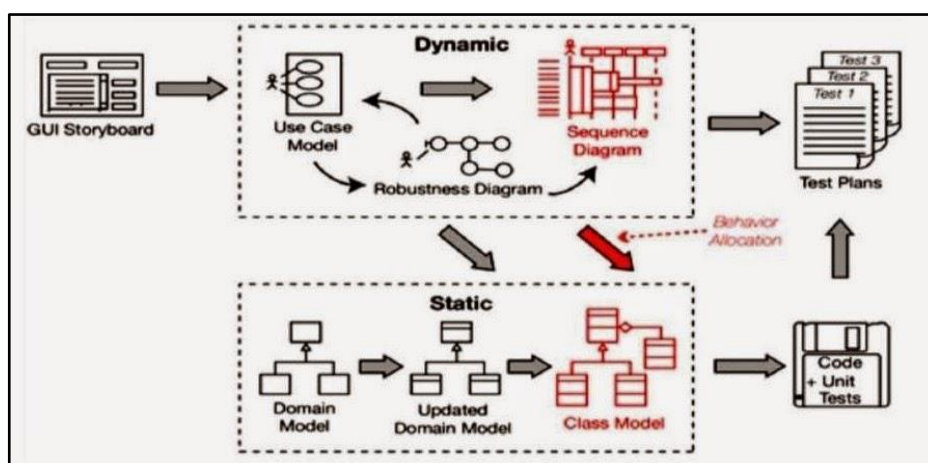 Dynamic
GUI Storyboard
Use Case
Model
Robustness Diagram
Sequence
Diagram
Test 3
Test 2
Test 1
Test Plans
Behavior
Allocation
Static
Domain
Model
Updated
Domain Model
Class Model
Code
+ Unit
Tests